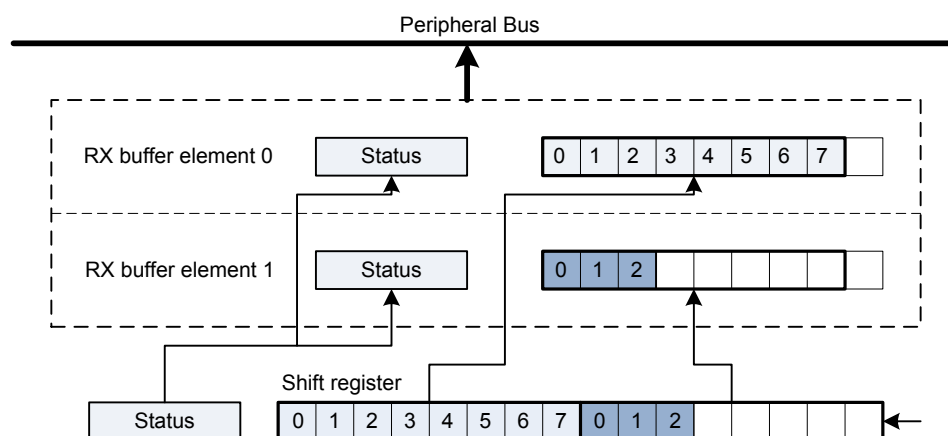 Peripheral Bus
RX buffer element 0 Status 0 1 2 3 4 5 6 7
RX buffer element 1 Status 0 1 2
Shift register
Status 0 1 2 3 4 5 6 7 0 1 2